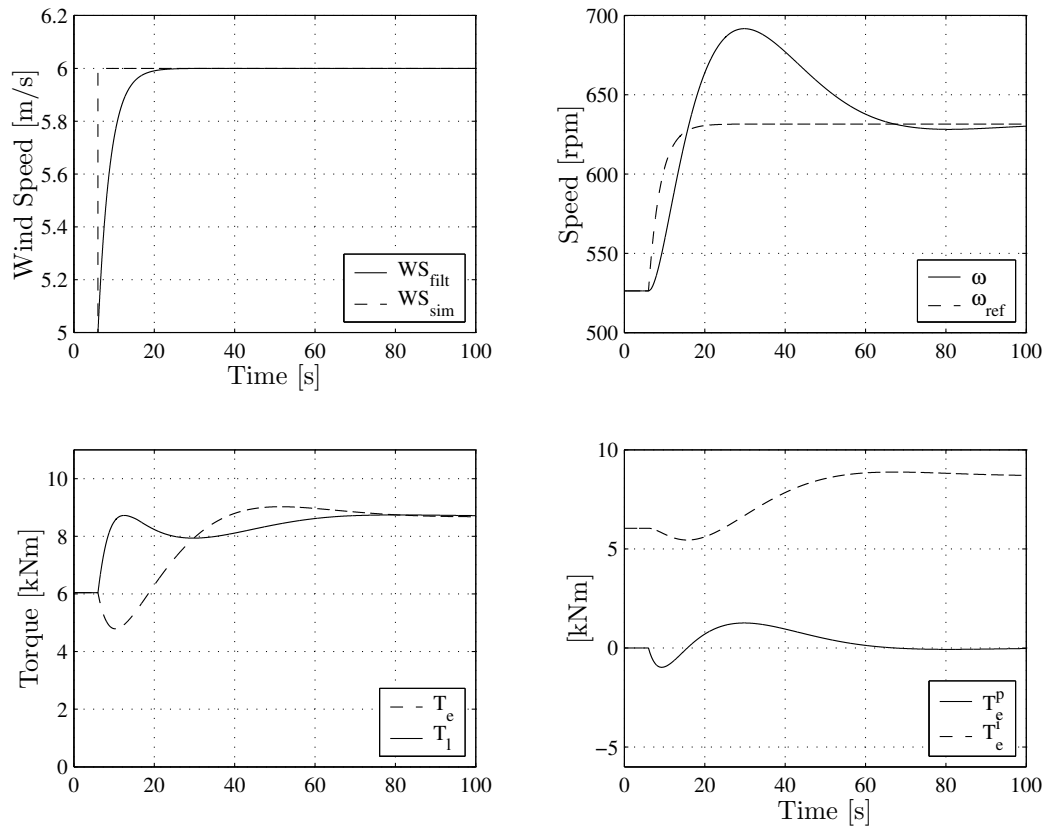 6.2
6
5.8
5.6
5.4
5.2
5
Wind Speed [m/s]
WS_filt
WS_sim
0 20 40 60 80 100
Time [s]
700
650
600
550
500
Speed [rpm]
ω
ω_ref
0 20 40 60 80 100
10
8
6
4
2
0
Torque [kNm]
T_e
T_l
0 20 40 60 80 100
10
5
0
−5
[kNm]
T_e^p
T_e^i
0 20 40 60 80 100
Time [s]